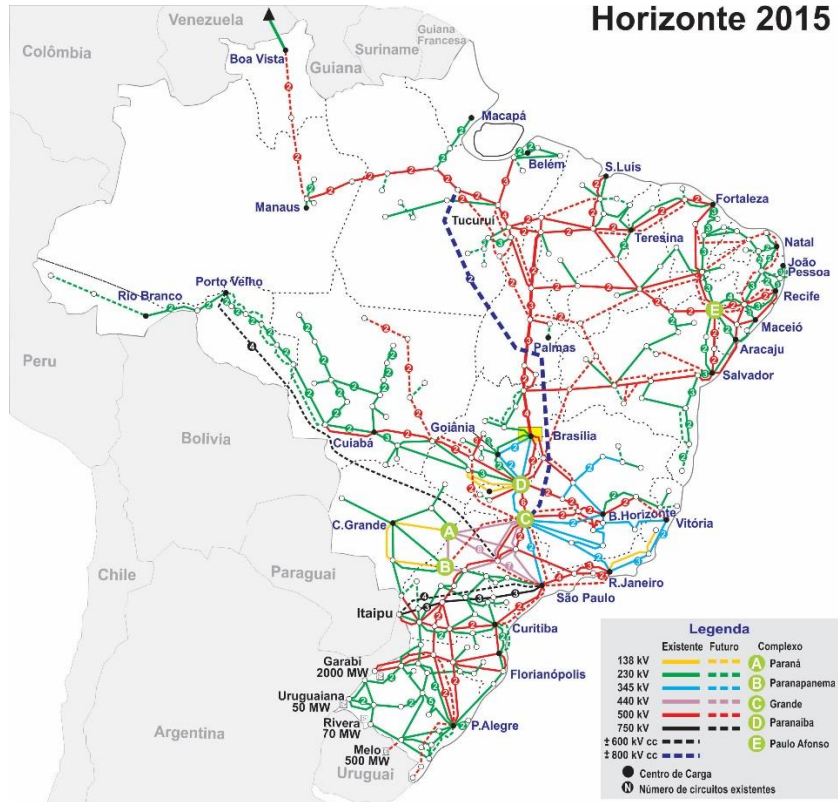 Horizonte 2015
Venezuela
Guiana
Francesa
Suriname
Colômbia
Boa Vista
Guiana
Macapá
Belém
S.Luis
Fortaleza
Manaus
Tucuruí
Teresina
Natal
João
Pessoa
Porto Velho
Recife
Rio Branco
Maceió
Palmas
Aracaju
Peru
Salvador
Goiânia
Brasília
Cuiabá
Bolivia
B.Horizonte
Vitória
C.Grande
Chile
Paraguai
R.Janeiro
São Paulo
Itaipu
Curitiba
Garabi
2000 MW
Florianópolis
Uruguaiana
50 MW
Rivera
70 MW
P.Alegre
Argentina
Melo
500 MW
Uruguai
A
B
C
D
E
Legenda
Existente Futuro Complexo
138 kV A Paraná
230 kV B Paranapanema
345 kV
440 kV C Grande
500 kV D Paranaiba
750 kV E Paulo Afonso
± 600 kV cc
± 800 kV cc
Centro de Carga
N Número de circuitos existentes